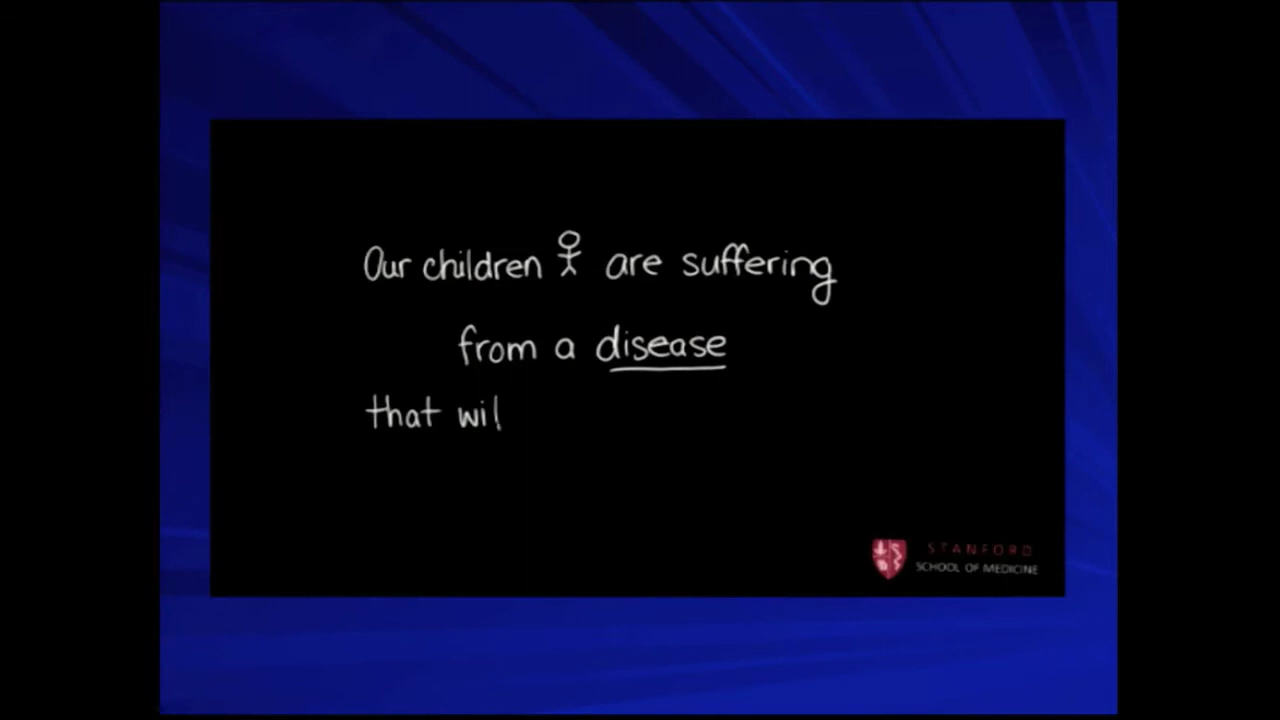 Our children are suffering
from a disease
that wil
STANFORD
SCHOOL OF MEDICINE